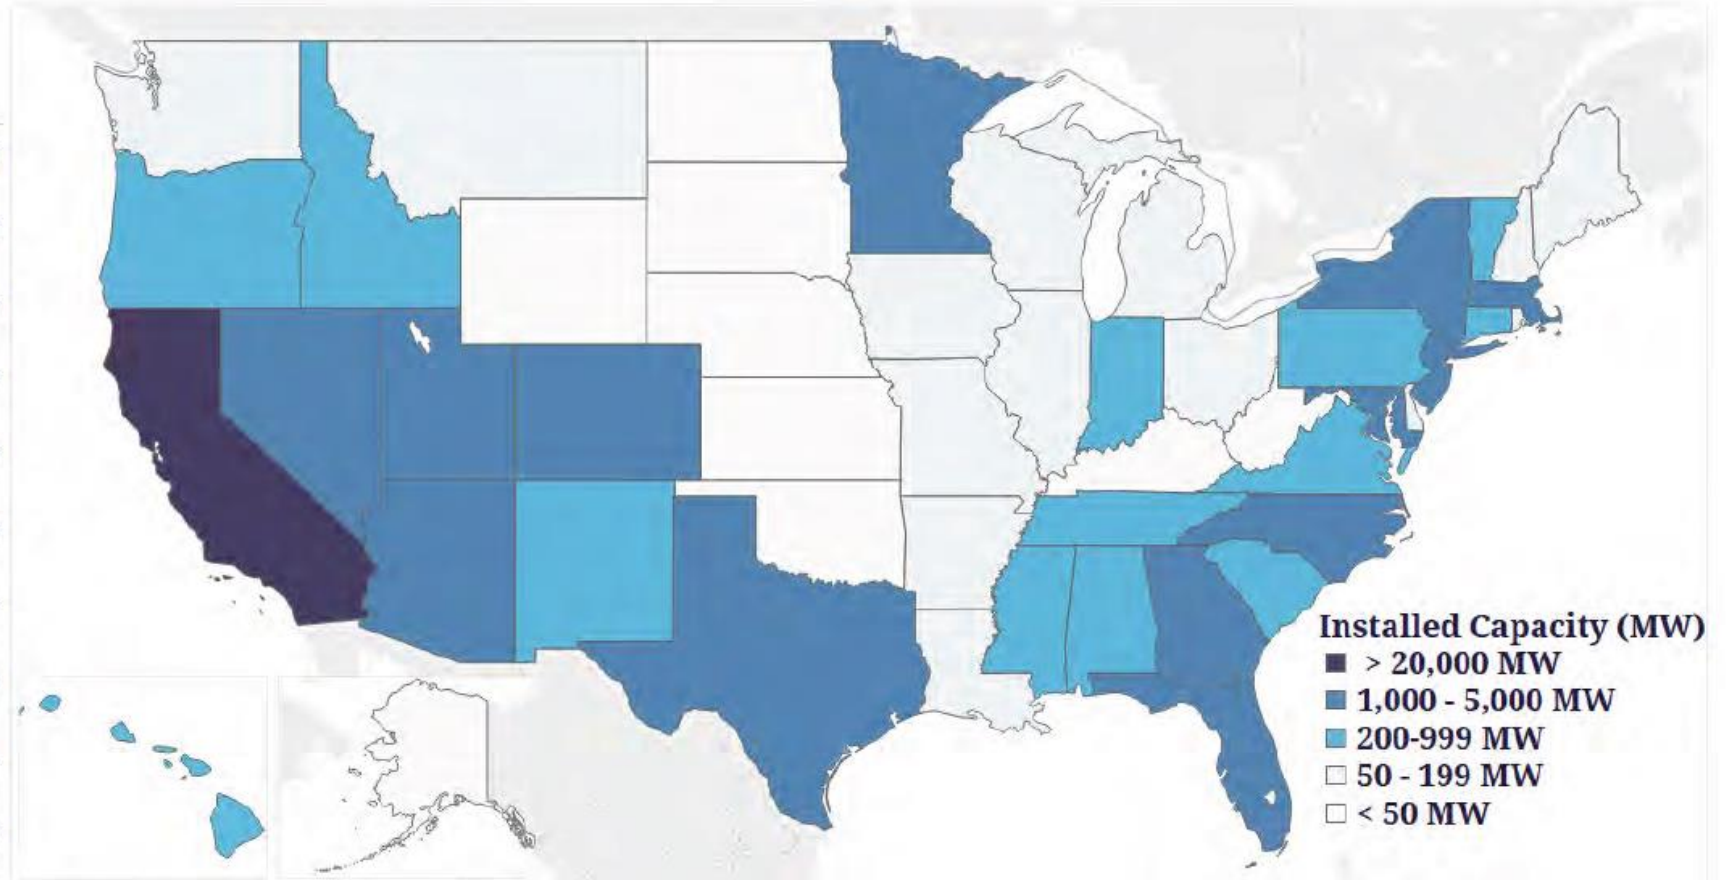 Installed Capacity (MW)
> 20,000 MW
1,000 - 5,000 MW
200-999 MW
50 - 199 MW
< 50 MW